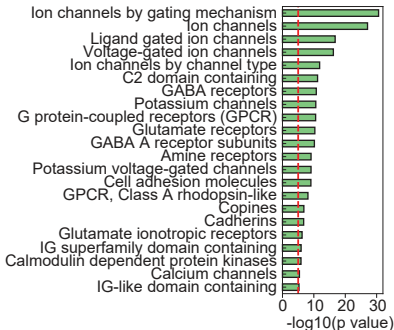 Ion channels by gating mechanism
Ion channels
Ligand gated ion channels
Voltage-gated ion channels
Ion channels by channel type
C2 domain containing
GABA receptors
Potassium channels
G protein-coupled receptors (GPCR)
Glutamate receptors
GABA A receptor subunits
Amine receptors
Potassium voltage-gated channels
Cell adhesion molecules
GPCR, Class A rhodopsin-like
Copines
Cadherins
Glutamate ionotropic receptors
IG superfamily domain containing
Calmodulin dependent protein kinases
Calcium channels
IG-like domain containing
0 10 20 30
-log10(p value)